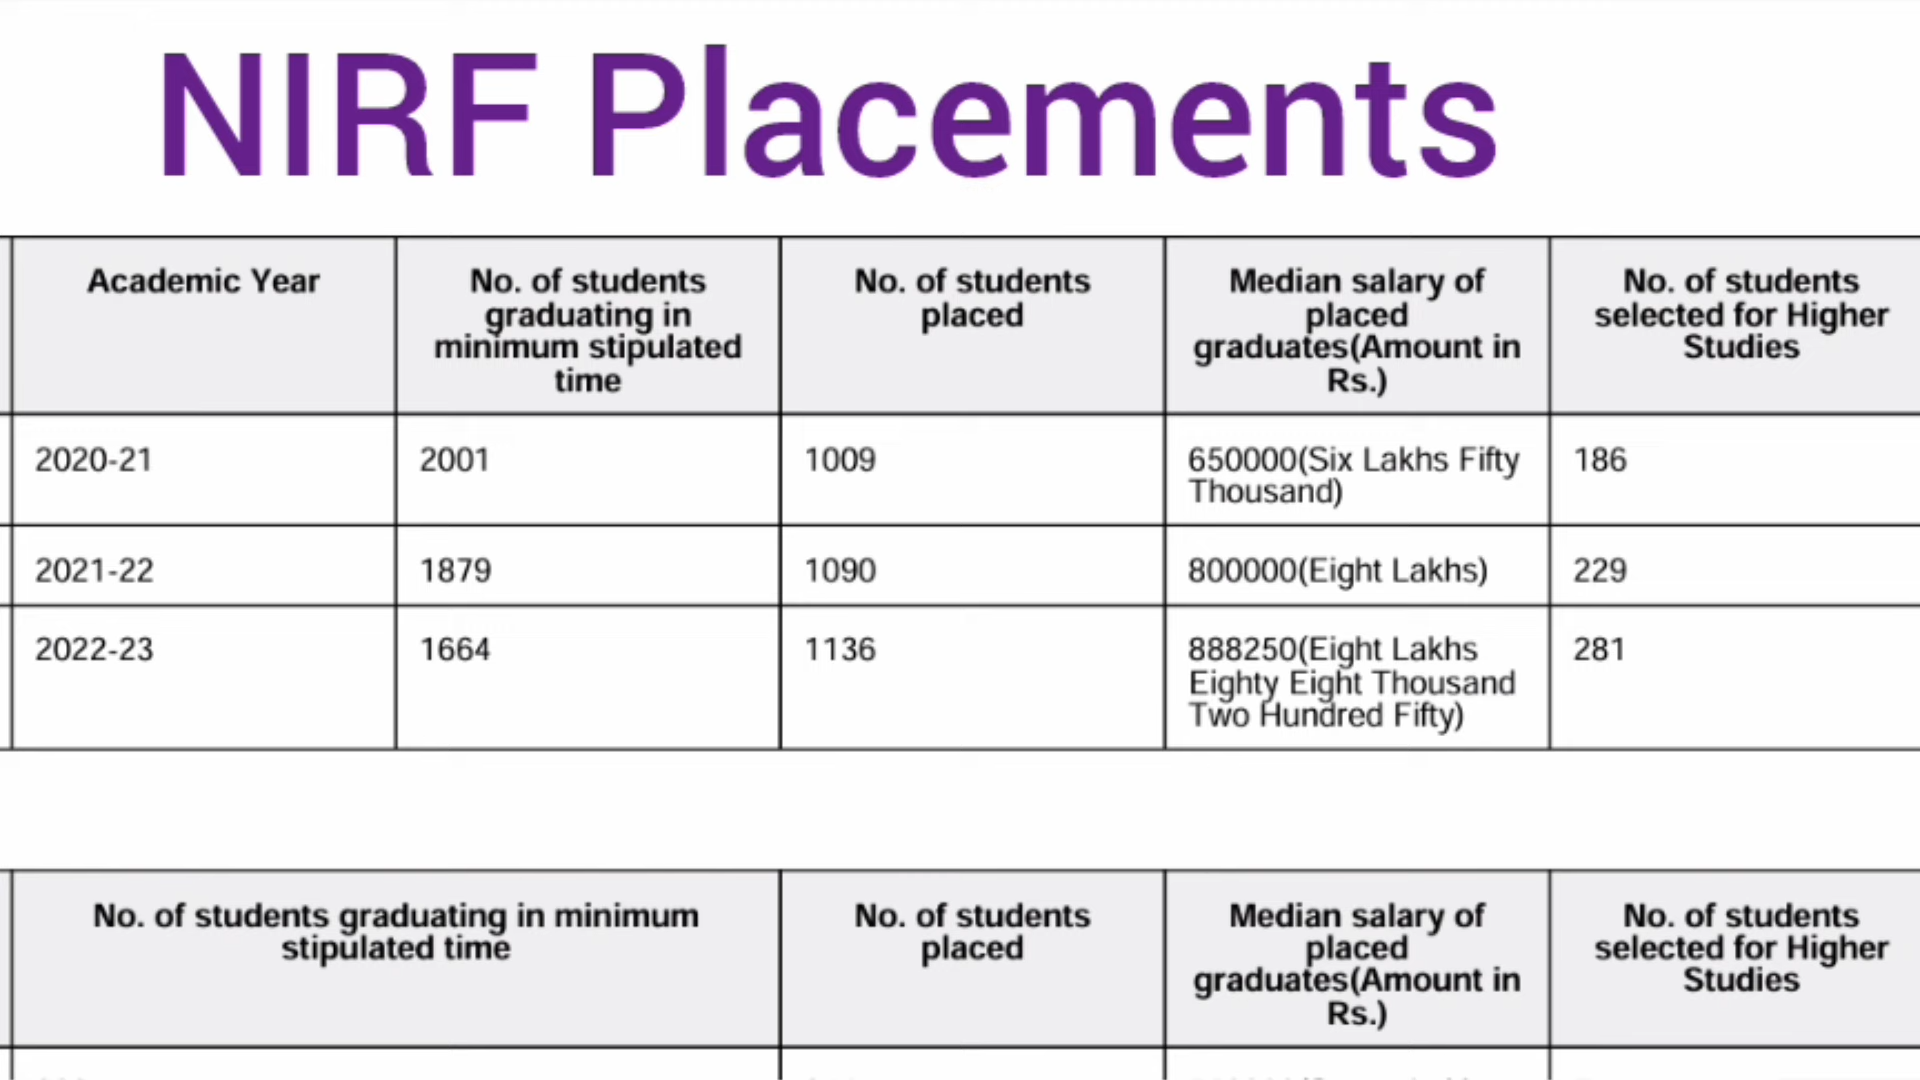 NIRF Placements
Academic Year
No. of students
graduating in
minimum stipulated
time
No. of students
placed
Median salary of
placed
graduates(Amount in
Rs.)
No. of students
selected for Higher
Studies
2020-21
2001
1009
650000(Six Lakhs Fifty
Thousand)
186
2021-22
1879
1090
800000(Eight Lakhs)
229
2022-23
1664
1136
888250(Eight Lakhs
Eighty Eight Thousand
Two Hundred Fifty)
281
No. of students graduating in minimum
stipulated time
No. of students
placed
Median salary of
placed
graduates(Amount in
Rs.)
No. of students
selected for Higher
Studies